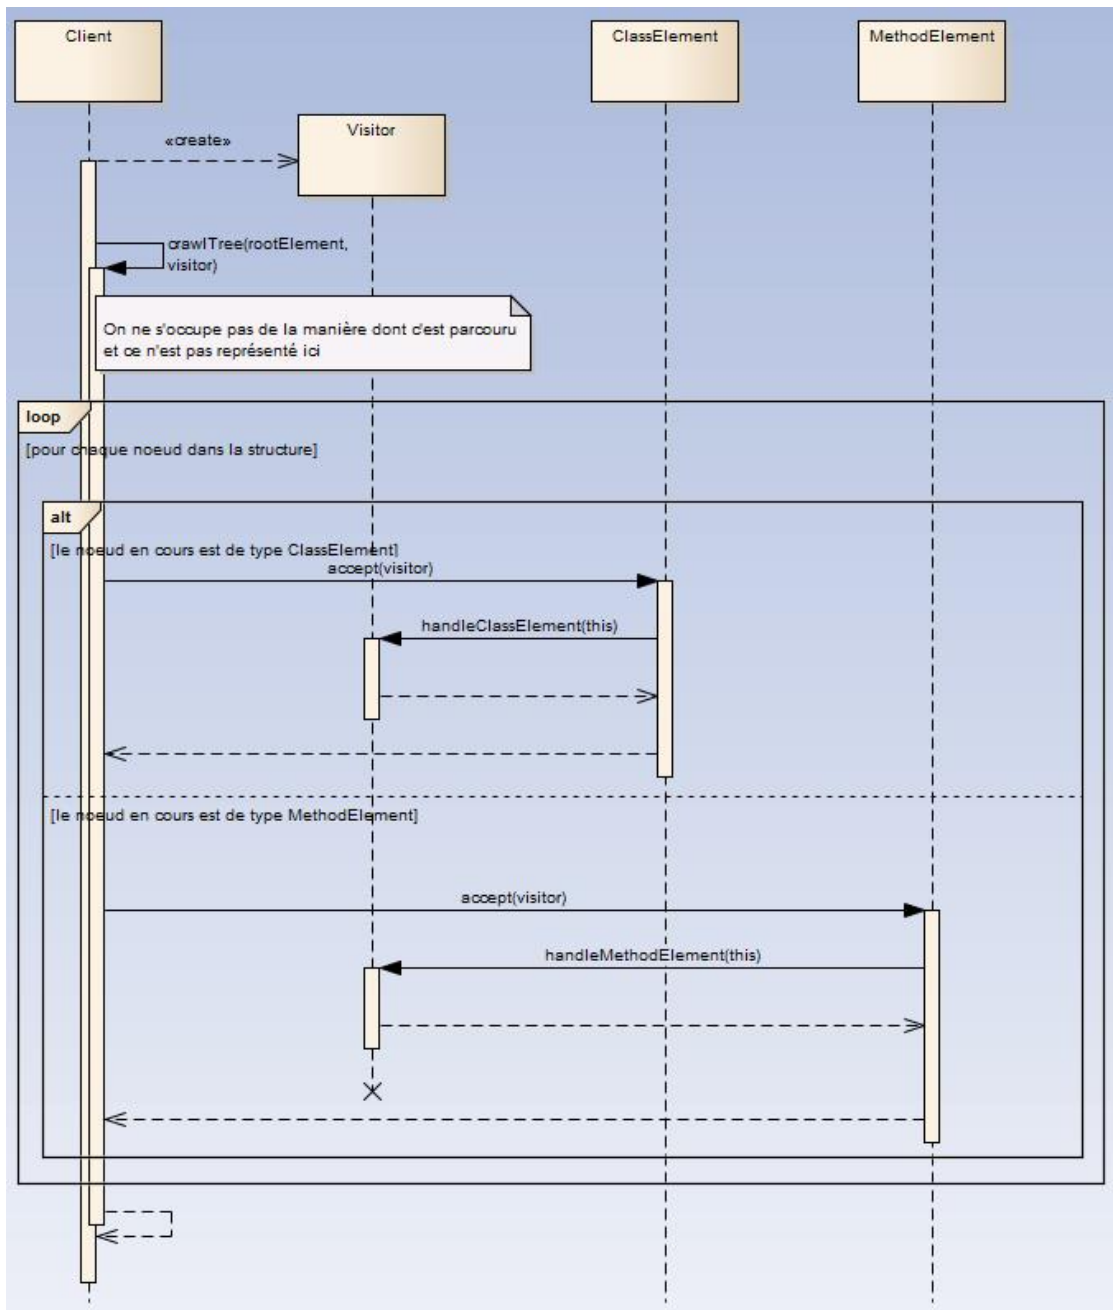 Client
ClassElement
MethodElement
Visitor
«create»
crawlTree(rootElement,
visitor)
On ne s'occupe pas de la manière dont c'est parcouru
et ce n'est pas représenté ici
loop
[pour chaque noeud dans la structure]
alt
[le noeud en cours est de type ClassElement]
accept(visitor)
handleClassElement(this)
[le noeud en cours est de type MethodElement]
accept(visitor)
handleMethodElement(this)